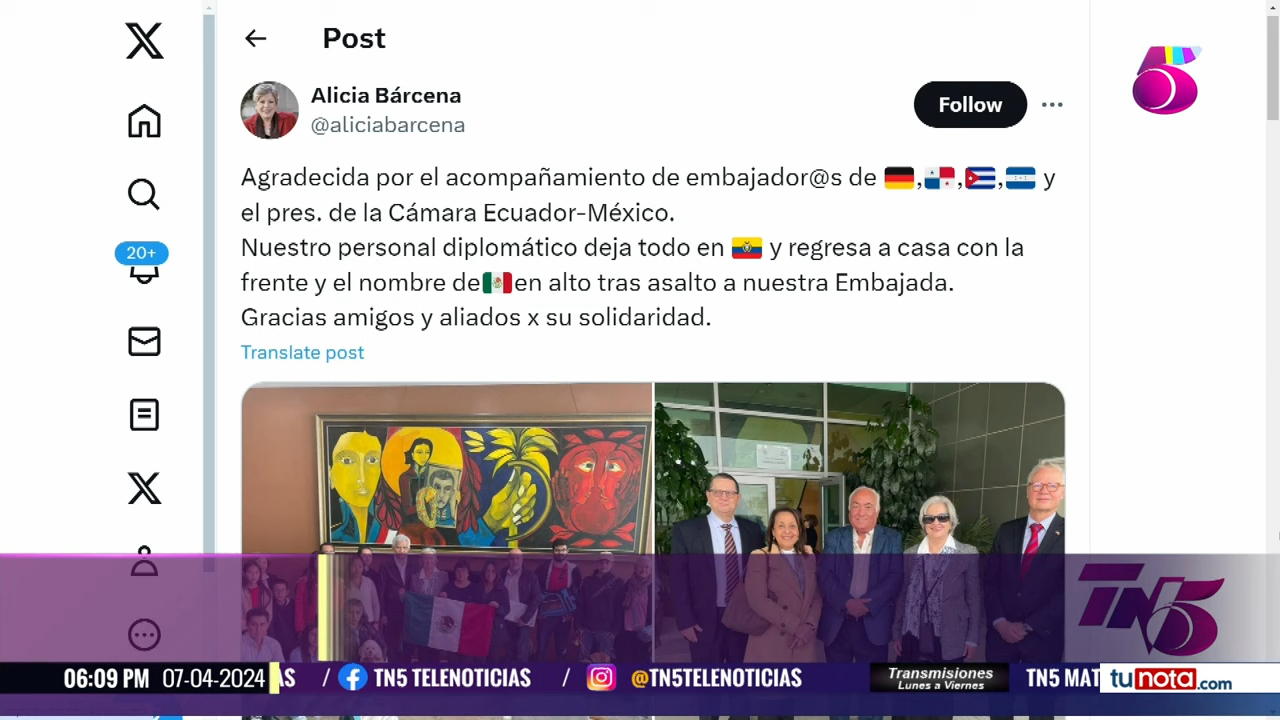 Post
Alicia Bárcena
@aliciabarcena
Follow
Agradecida por el acompañamiento de embajador@s de 🇩🇪,🇵🇦,🇨🇺,🇭🇳 y
el pres. de la Cámara Ecuador-México.
Nuestro personal diplomático deja todo en 🇪🇨 y regresa a casa con la
frente y el nombre de🇲🇽en alto tras asalto a nuestra Embajada.
Gracias amigos y aliados x su solidaridad.
Translate post
20+
5
TN5
06:09 PM 07-04-2024
AS / TN5 TELENOTICIAS / @TN5TELENOTICIAS
Transmisiones
Lunes a Viernes
TN5 MAT
tunota.com